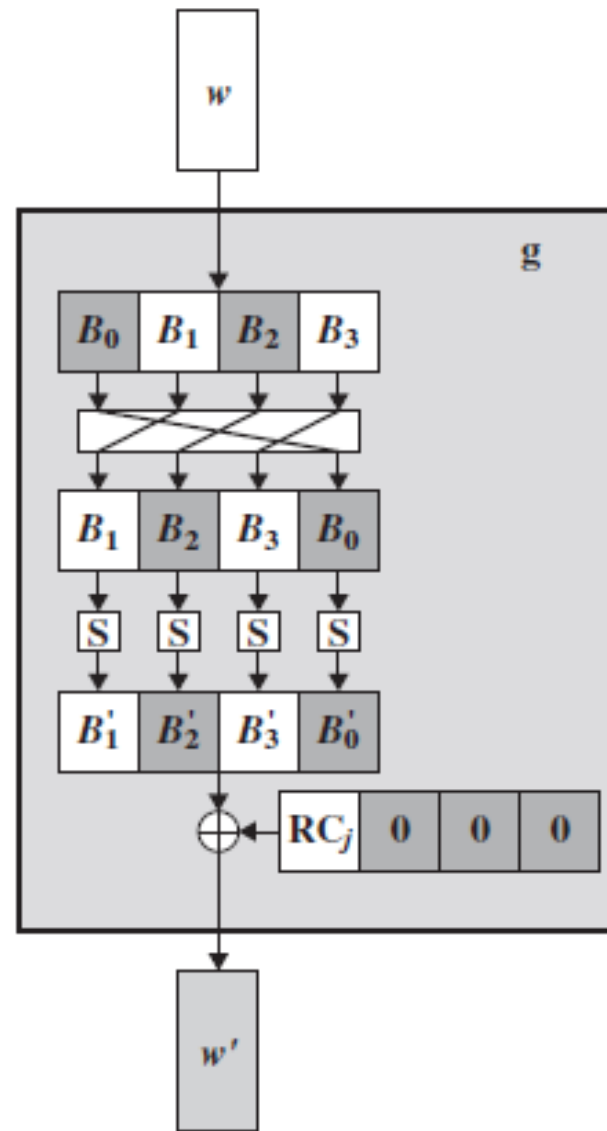 w
g
B₀ B₁ B₂ B₃
B₁ B₂ B₃ B₀
S S S S
B'₁ B'₂ B'₃ B'₀
RCⱼ 0 0 0
w'